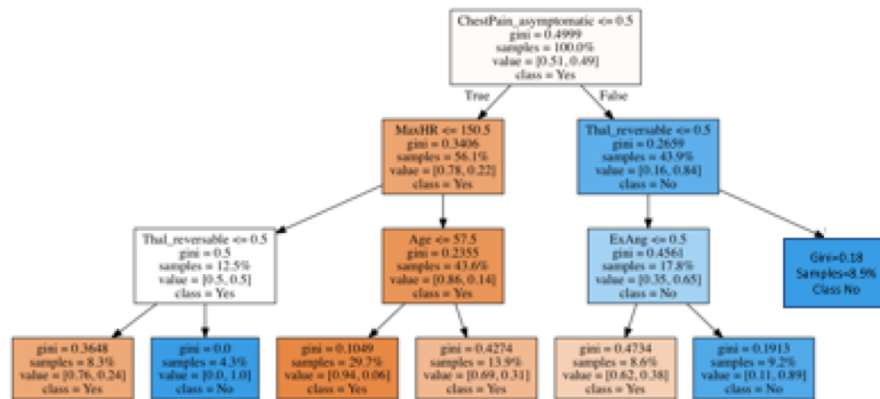 ChestPain_asymptomatic <= 0.5
gini = 0.4999
samples = 100.0%
value = [0.51, 0.49]
class = Yes
True
False
MaxHR <= 150.5
gini = 0.3406
samples = 56.1%
value = [0.78, 0.22]
class = Yes
Thal_reversable <= 0.5
gini = 0.2659
samples = 43.9%
value = [0.16, 0.84]
class = No
Thal_reversable <= 0.5
gini = 0.5
samples = 12.5%
value = [0.5, 0.5]
class = Yes
Age <= 57.5
gini = 0.2355
samples = 43.6%
value = [0.86, 0.14]
class = Yes
ExAng <= 0.5
gini = 0.4561
samples = 17.8%
value = [0.35, 0.65]
class = No
Gini=0.18
Samples=8.9%
Class No
gini = 0.3648
samples = 8.3%
value = [0.76, 0.24]
class = Yes
gini = 0.0
samples = 4.3%
value = [0.0, 1.0]
class = No
gini = 0.1049
samples = 29.7%
value = [0.94, 0.06]
class = Yes
gini = 0.4274
samples = 13.9%
value = [0.69, 0.31]
class = Yes
gini = 0.4734
samples = 8.6%
value = [0.62, 0.38]
class = Yes
gini = 0.1913
samples = 9.2%
value = [0.11, 0.89]
class = No